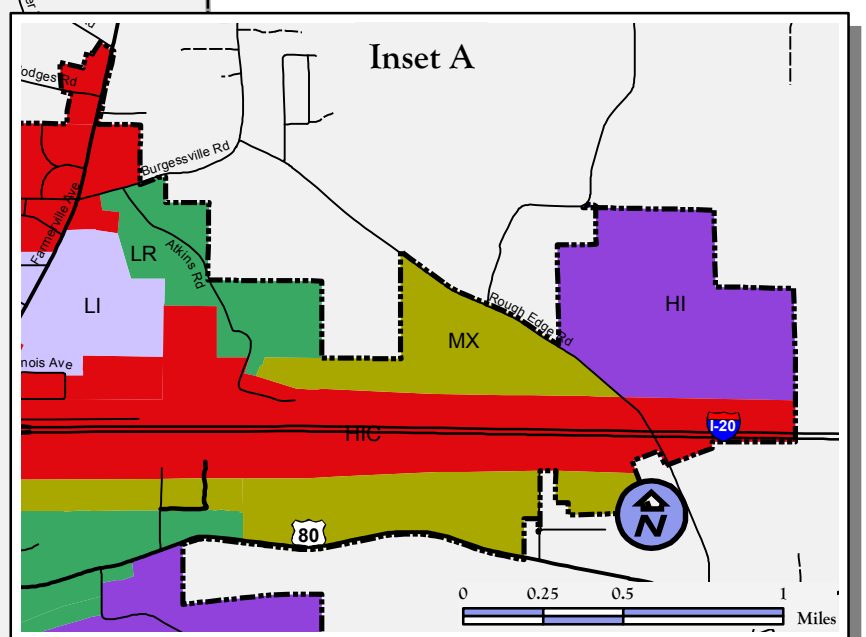 Inset A
odges Rd
Burgessville Rd
Farmerville Ave
LR
Atkins Rd
LI
HI
Rough Edge Rd
MX
nois Ave
I-20
HIC
N
80
0 0.25 0.5 1
Miles